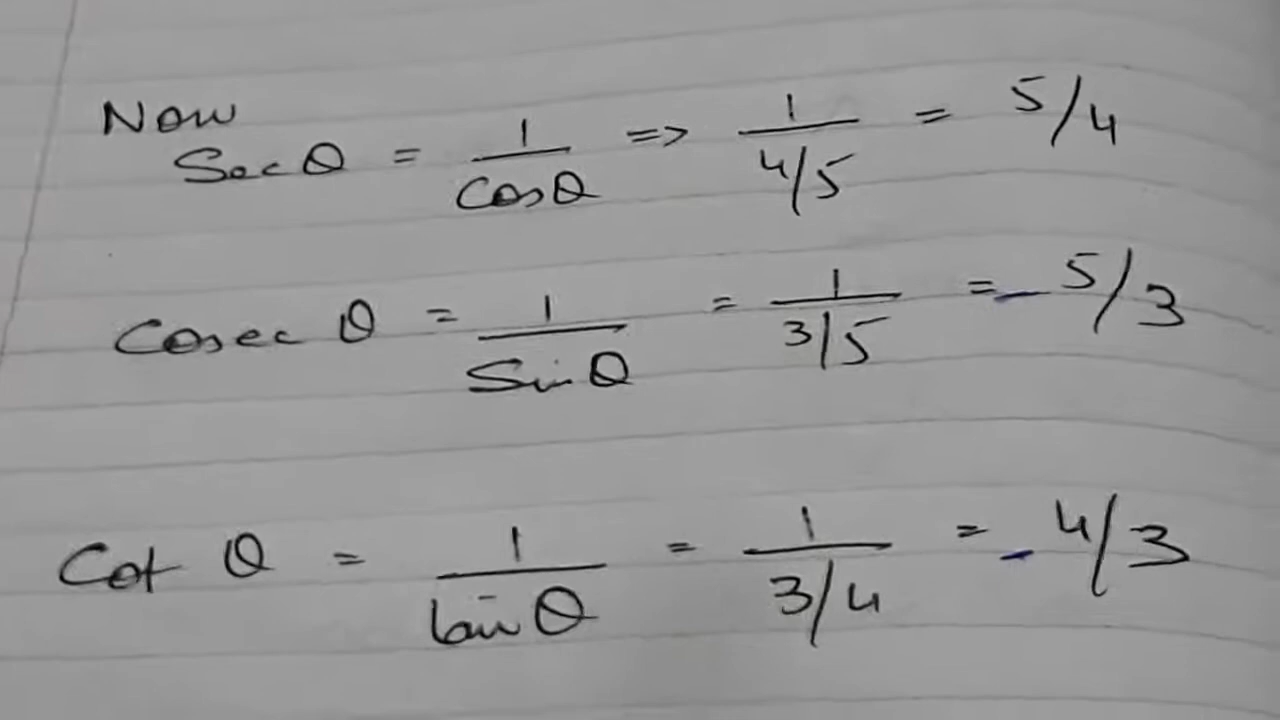 Now
Sec θ = 1/cos θ => 1/(4/5) = 5/4
Cosec θ = 1/Sin θ = 1/(3/5) = - 5/3
Cot θ = 1/tan θ = 1/(3/4) = - 4/3